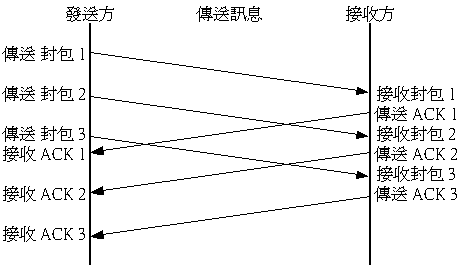 發送方 傳送訊息 接收方
傳送 封包 1
傳送 封包 2
傳送 封包 3
接收 ACK 1
接收 ACK 2
接收 ACK 3
接收封包 1
傳送 ACK 1
接收封包 2
傳送 ACK 2
接收封包 3
傳送 ACK 3